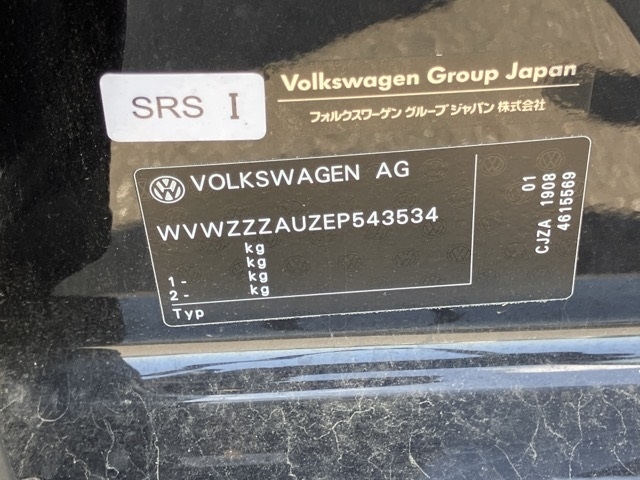 SRS I
Volkswagen Group Japan
フォルクスワーゲン グループ ジャパン 株式会社
VOLKSWAGEN AG
WVWZZZAUZEP543534
kg
kg
1- kg
2- kg
Typ
01
CJZA 1908
4615569